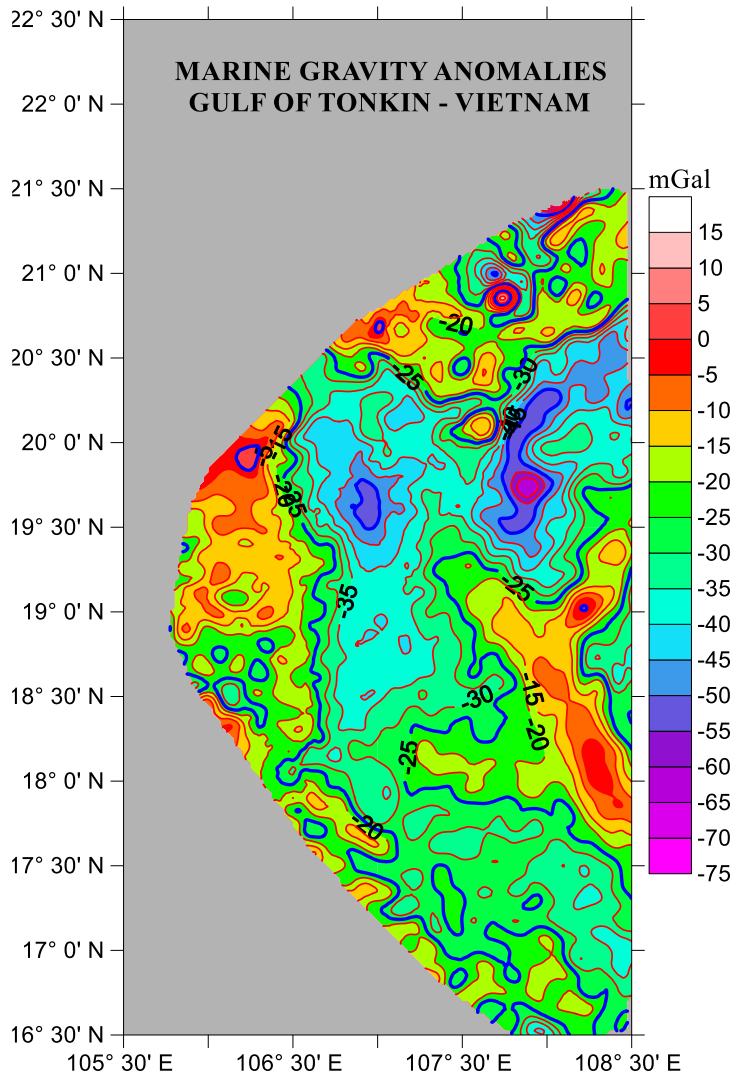 22° 30' N
MARINE GRAVITY ANOMALIES
GULF OF TONKIN - VIETNAM
22° 0' N
21° 30' N
mGal
15
10
5
0
-5
-10
-15
-20
-25
-30
-35
-40
-45
-50
-55
-60
-65
-70
-75
21° 0' N
-20
20° 30' N
-25
-30
20° 0' N
-5
-15
-45
-20
-25
19° 30' N
-25
-35
19° 0' N
-15
-30
18° 30' N
-20
-25
18° 0' N
-20
17° 30' N
17° 0' N
16° 30' N
105° 30' E
106° 30' E
107° 30' E
108° 30' E